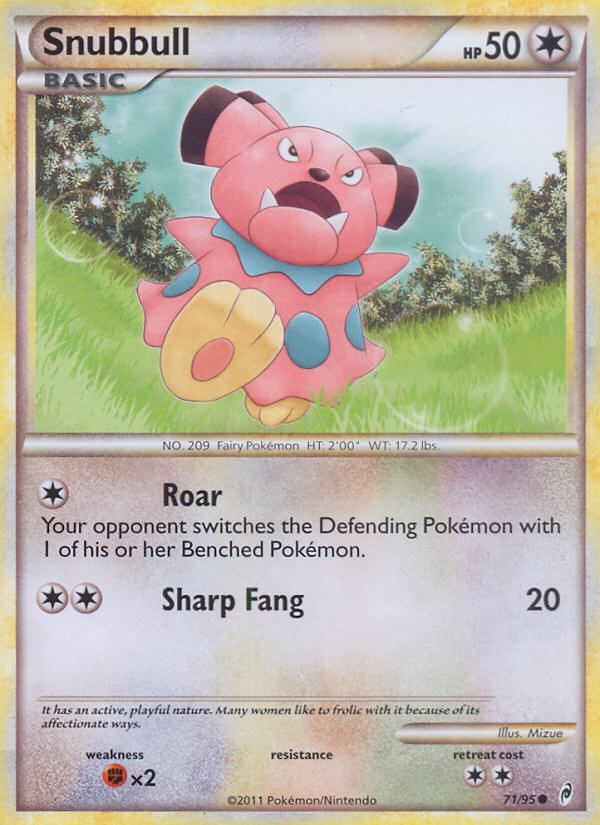 Snubbull
HP 50
BASIC
NO. 209 Fairy Pokémon HT: 2'00" WT: 17.2 lbs.
Roar
Your opponent switches the Defending Pokémon with
1 of his or her Benched Pokémon.
Sharp Fang 20
It has an active, playful nature. Many women like to frolic with it because of its
affectionate ways.
Illus. Mizue
weakness resistance retreat cost
×2
©2011 Pokémon/Nintendo 71/95